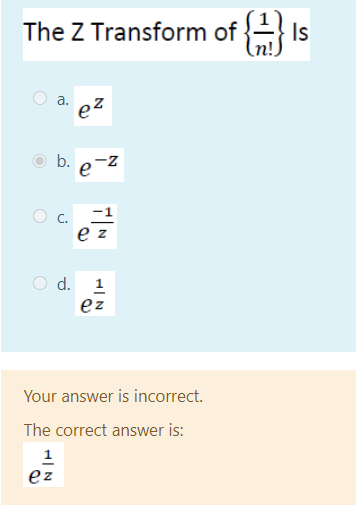 The Z Transform of {1/n!} Is
a. e^z
b. e^-z
c. e^(-1/z)
d. e^(1/z)
Your answer is incorrect.
The correct answer is:
e^(1/z)